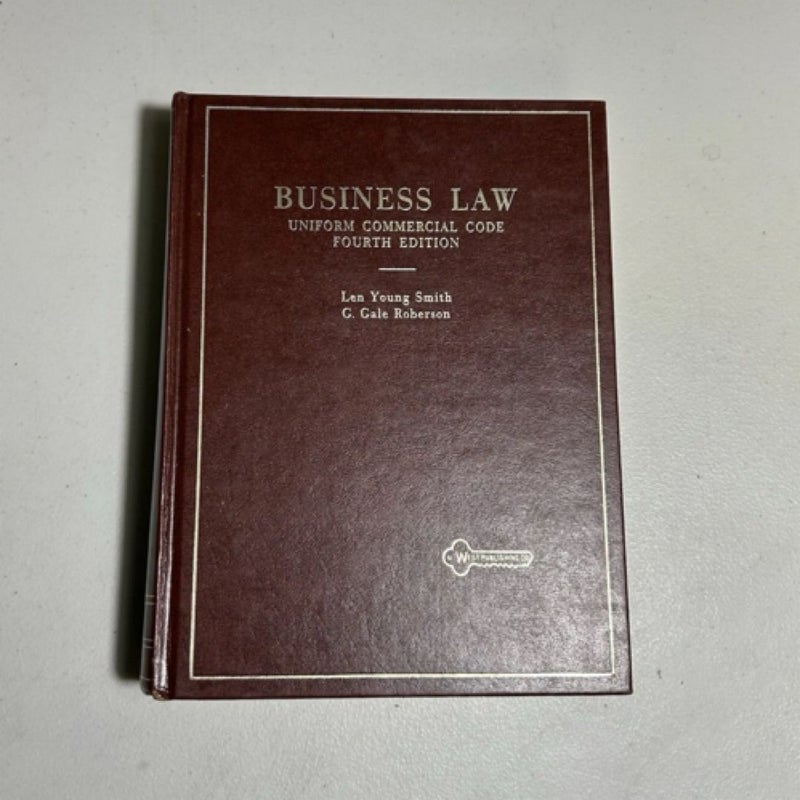 BUSINESS LAW
UNIFORM COMMERCIAL CODE
FOURTH EDITION
Len Young Smith
G. Gale Roberson
WEST PUBLISHING CO